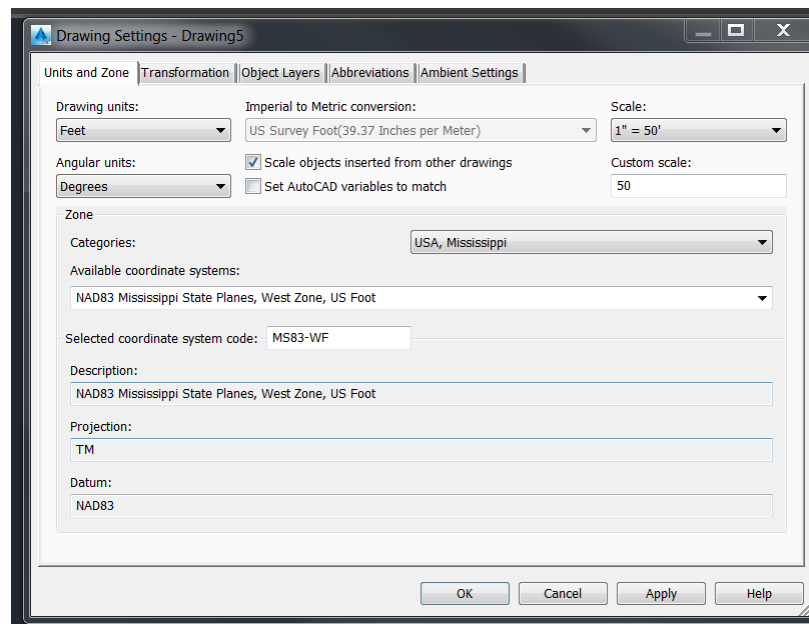 Drawing Settings - Drawing5
Units and Zone Transformation Object Layers Abbreviations Ambient Settings
Drawing units: Imperial to Metric conversion: Scale:
Feet US Survey Foot(39.37 Inches per Meter) 1" = 50'
Angular units: Scale objects inserted from other drawings Custom scale:
Degrees Set AutoCAD variables to match 50
Zone
Categories: USA, Mississippi
Available coordinate systems:
NAD83 Mississippi State Planes, West Zone, US Foot
Selected coordinate system code: MS83-WF
Description:
NAD83 Mississippi State Planes, West Zone, US Foot
Projection:
TM
Datum:
NAD83
OK Cancel Apply Help